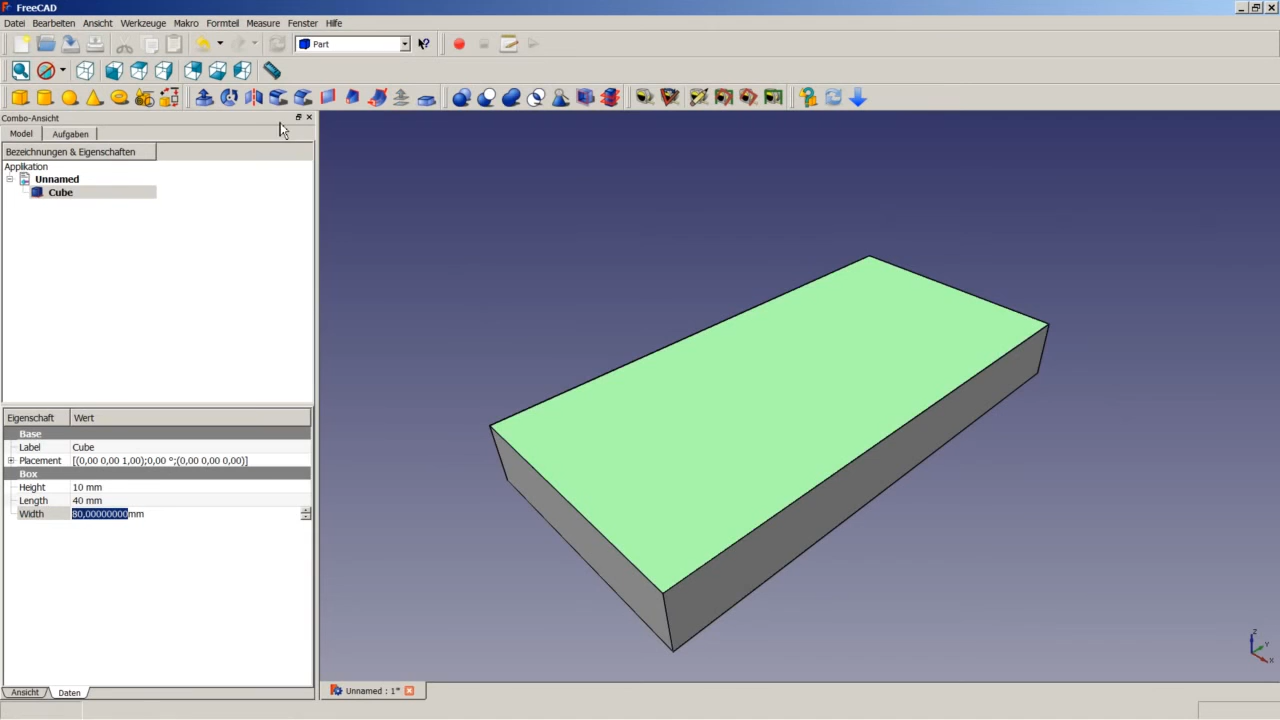 FreeCAD
Datei Bearbeiten Ansicht Werkzeuge Makro Formteil Measure Fenster Hilfe
Part
Combo-Ansicht
Model Aufgaben
Bezeichnungen & Eigenschaften
Applikation
Unnamed
Cube
Eigenschaft Wert
Base
Label Cube
Placement [(0,00 0,00 1,00);0,00 °;(0,00 0,00 0,00)]
Box
Height 10 mm
Length 40 mm
Width 80,00000000mm
Ansicht Daten
Unnamed : 1*
Z
Y
X